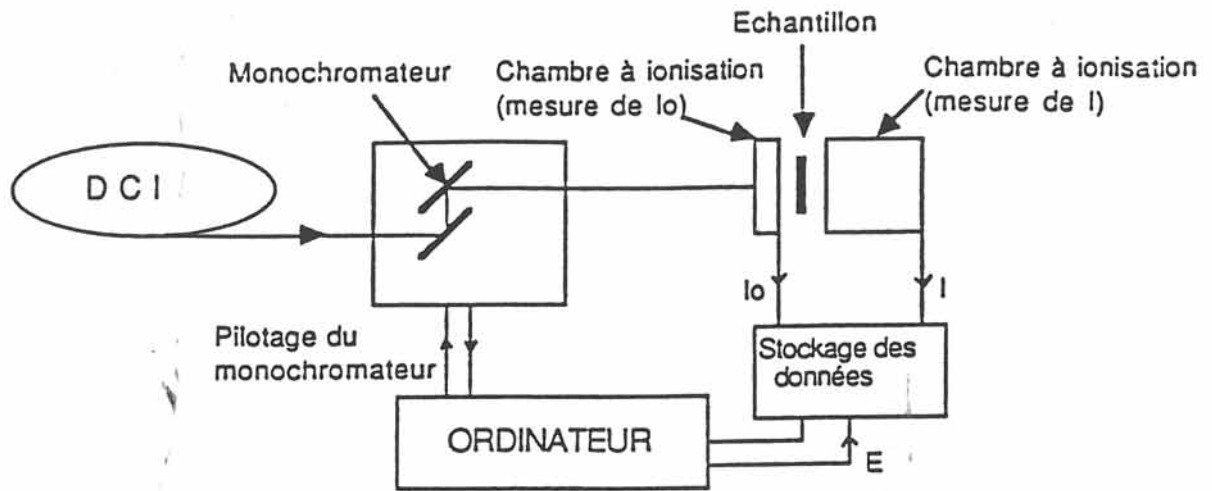 Echantillon
Monochromateur
Chambre à ionisation
(mesure de Io)
Chambre à ionisation
(mesure de I)
D C I
Io
I
Pilotage du
monochromateur
Stockage des
données
ORDINATEUR
E